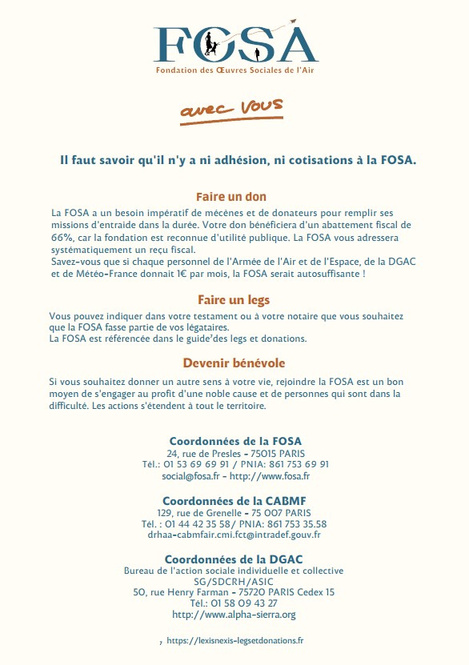 FOSA
Fondation des Œuvres Sociales de l'Air
avec vous
Il faut savoir qu'il n'y a ni adhésion, ni cotisations à la FOSA.
Faire un don
La FOSA a un besoin impératif de mécènes et de donateurs pour remplir ses
missions d'entraide dans la durée. Votre don bénéficiera d'un abattement fiscal de
66%, car la fondation est reconnue d'utilité publique. La FOSA vous adressera
systématiquement un reçu fiscal.
Savez-vous que si chaque personnel de l'Armée de l'Air et de l'Espace, de la DGAC
et de Météo-France donnait 1€ par mois, la FOSA serait autosuffisante !
Faire un legs
Vous pouvez indiquer dans votre testament ou à votre notaire que vous souhaitez
que la FOSA fasse partie de vos légataires.
La FOSA est référencée dans le guide'des legs et donations.
Devenir bénévole
Si vous souhaitez donner un autre sens à votre vie, rejoindre la FOSA est un bon
moyen de s'engager au profit d'une noble cause et de personnes qui sont dans la
difficulté. Les actions s'étendent à tout le territoire.
Coordonnées de la FOSA
24, rue de Presles - 75015 PARIS
Tél.: 01 53 69 69 91 / PNIA: 861 753 69 91
social@fosa.fr - http://www.fosa.fr
Coordonnées de la CABMF
129, rue de Grenelle - 75 007 PARIS
Tél. : 01 44 42 35 58/ PNIA: 861 753 35.58
drhaa-cabmfair.cmi.fct@intradef.gouv.fr
Coordonnées de la DGAC
Bureau de l'action sociale individuelle et collective
SG/SDCRH/ASIC
50, rue Henry Farman - 75720 PARIS Cedex 15
Tél.: 01 58 09 43 27
http://www.alpha-sierra.org
, https://lexisnexis-legsetdonations.fr